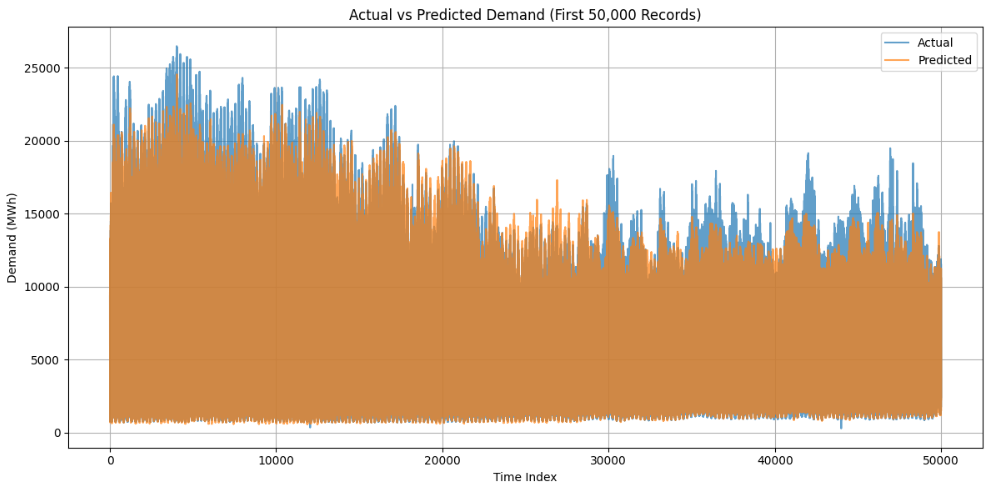 Actual vs Predicted Demand (First 50,000 Records)
Actual
Predicted
Demand (MWh)
25000
20000
15000
10000
5000
0
0 10000 20000 30000 40000 50000
Time Index